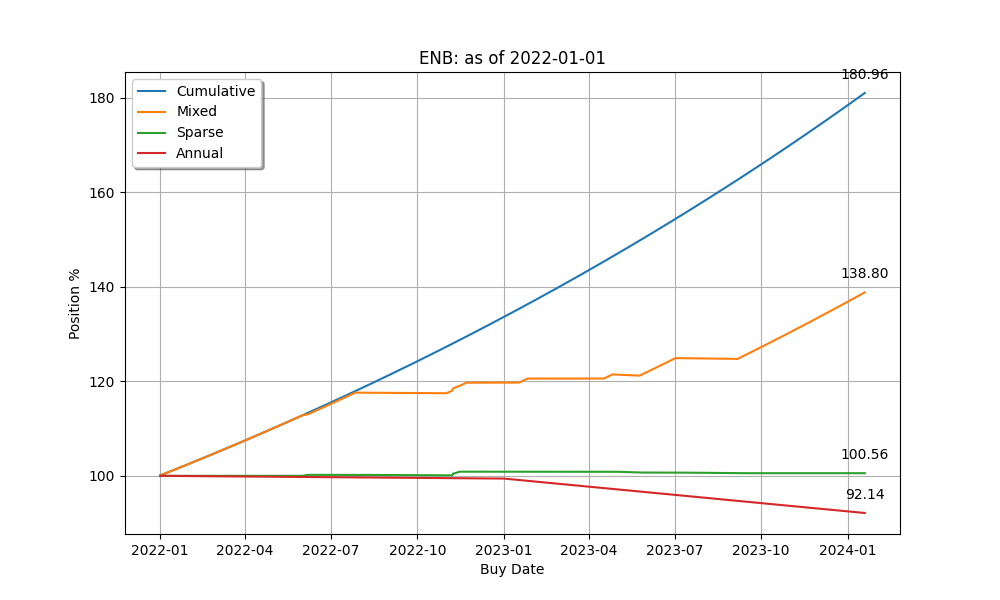 ENB: as of 2022-01-01
180.96
Cumulative
Mixed
Sparse
Annual
180
160
140
120
100
138.80
100.56
92.14
Position %
2022-01
2022-04
2022-07
2022-10
2023-01
2023-04
2023-07
2023-10
2024-01
Buy Date